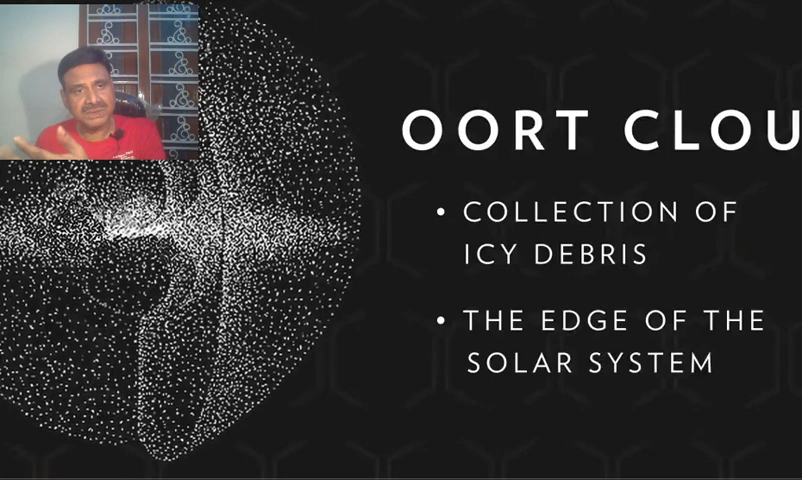 OORT CLOU
• COLLECTION OF
ICY DEBRIS
• THE EDGE OF THE
SOLAR SYSTEM